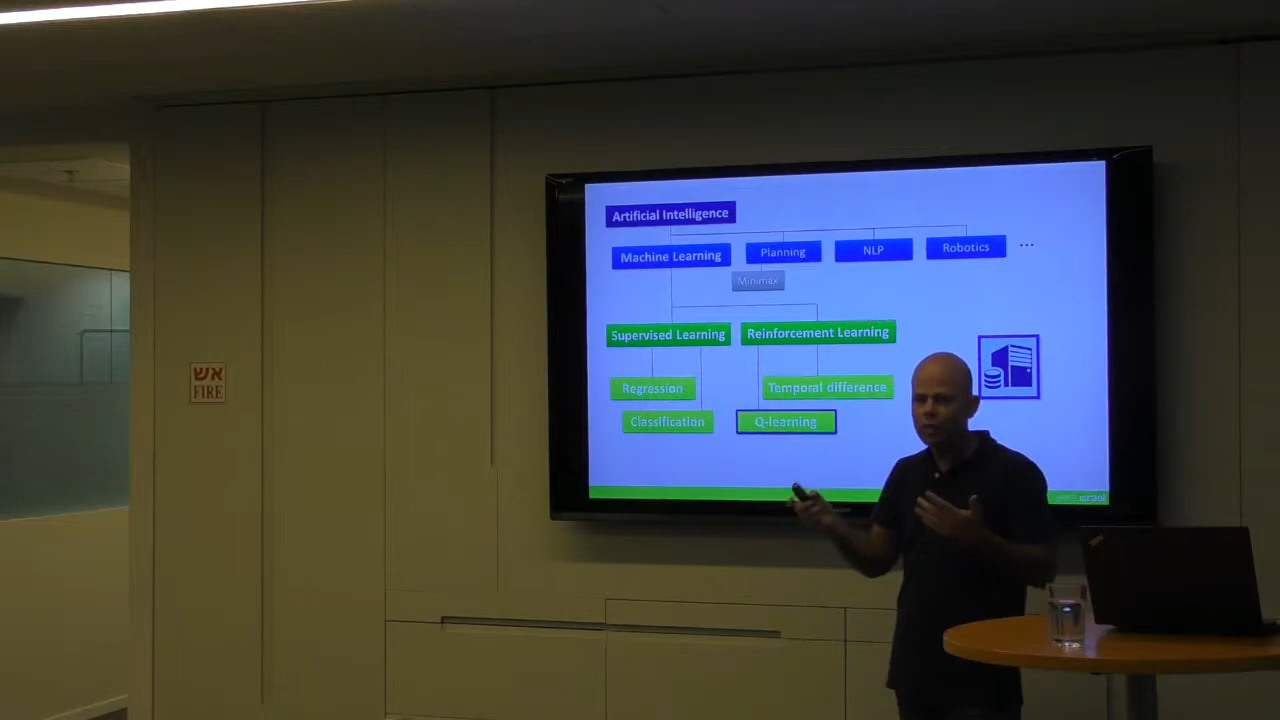 Artificial Intelligence
Machine Learning
Planning
NLP
Robotics
...
Minimax
Supervised Learning
Reinforcement Learning
Regression
Temporal difference
Classification
Q-learning
israel
אש
FIRE